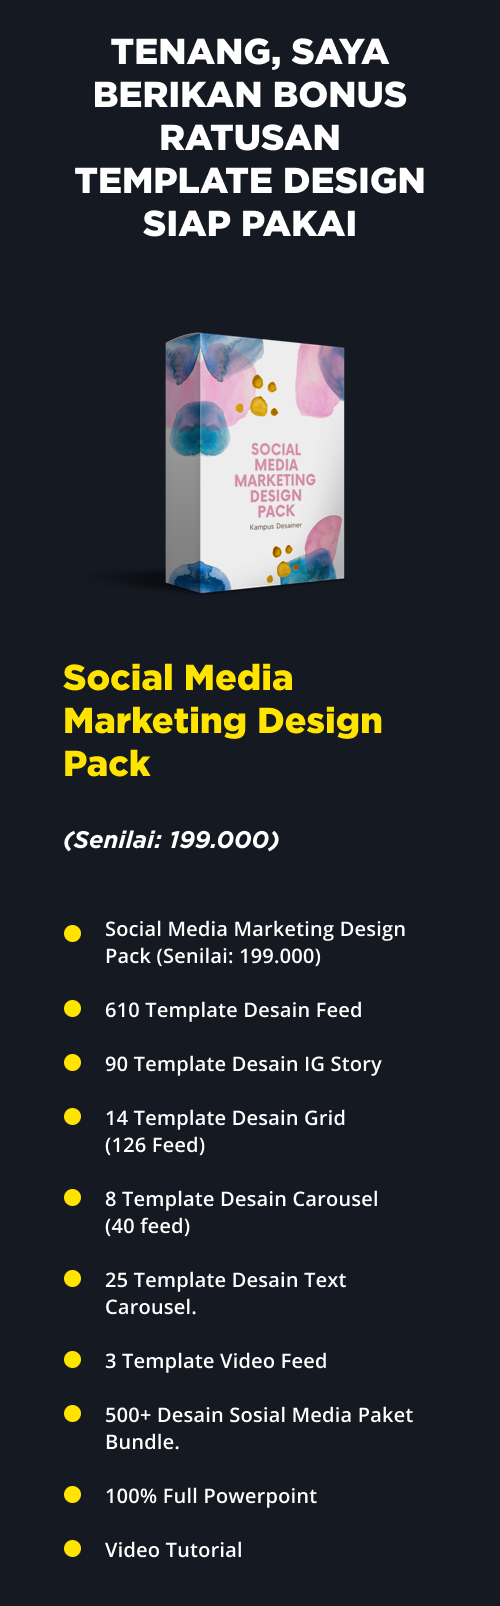 TENANG, SAYA
BERIKAN BONUS
RATUSAN
TEMPLATE DESIGN
SIAP PAKAI
SOCIAL
MEDIA
MARKETING
DESIGN
PACK
Kampus Desainer
Social Media
Marketing Design
Pack
(Senilai: 199.000)
Social Media Marketing Design
Pack (Senilai: 199.000)
610 Template Desain Feed
90 Template Desain IG Story
14 Template Desain Grid
(126 Feed)
8 Template Desain Carousel
(40 feed)
25 Template Desain Text
Carousel.
3 Template Video Feed
500+ Desain Sosial Media Paket
Bundle.
100% Full Powerpoint
Video Tutorial